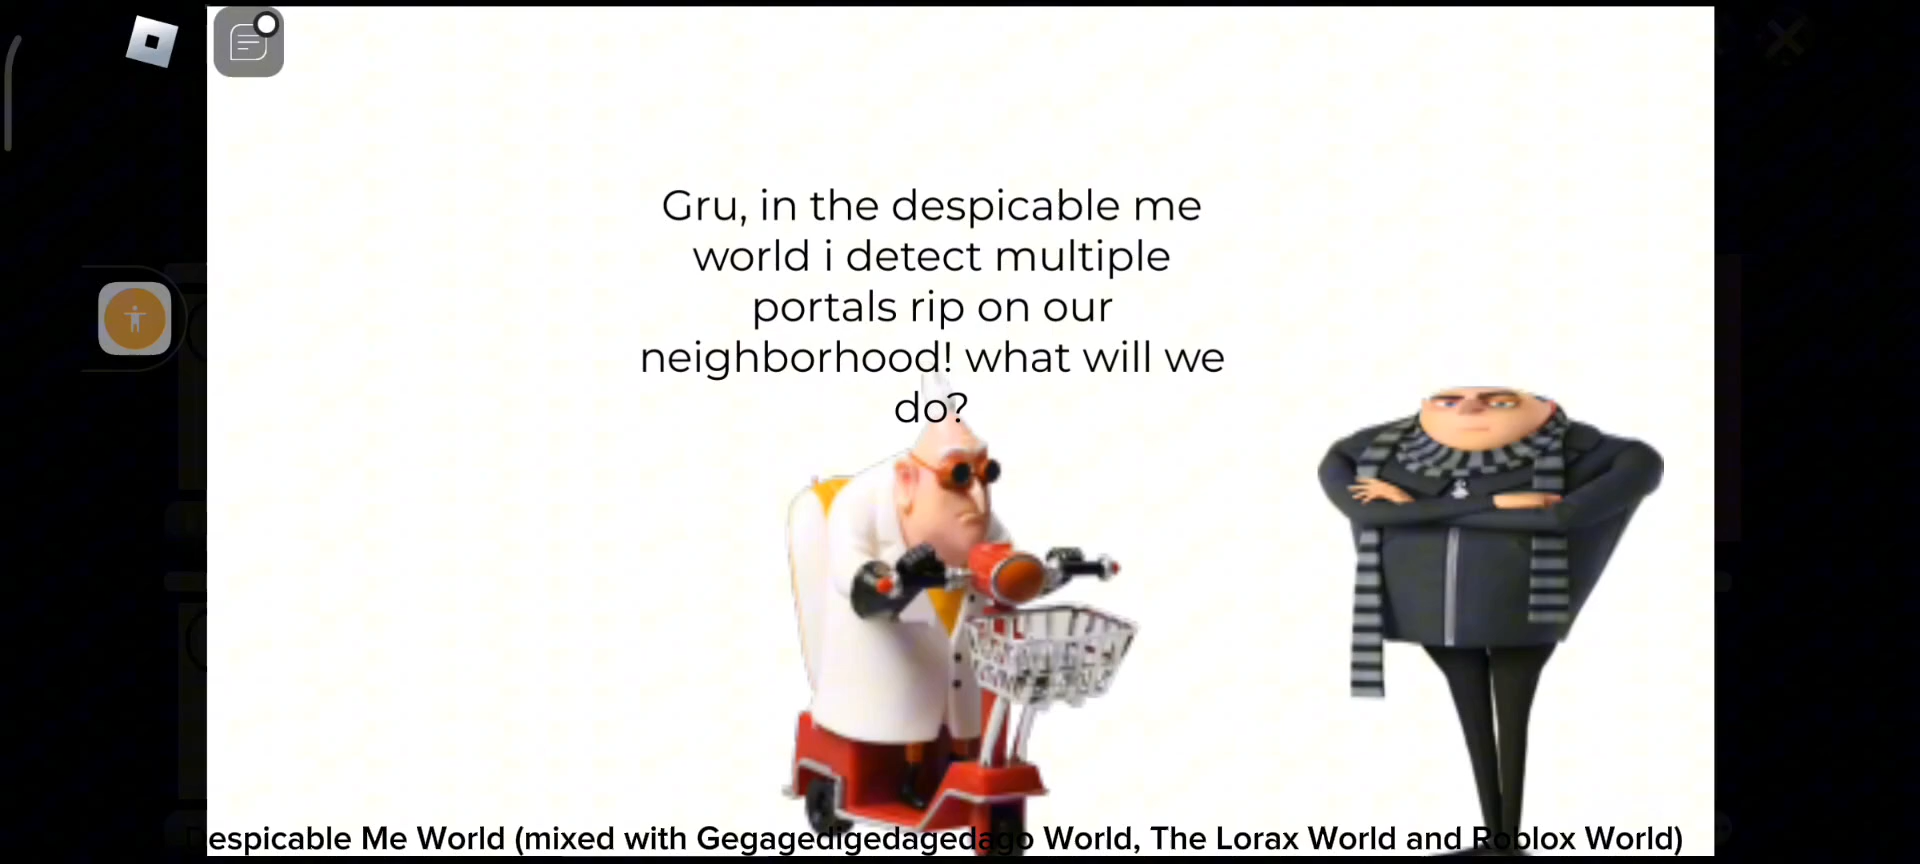 Gru, in the despicable me
world i detect multiple
portals rip on our
neighborhood! what will we
do?
Despicable Me World (mixed with Gegagedigedagedago World, The Lorax World and Roblox World)